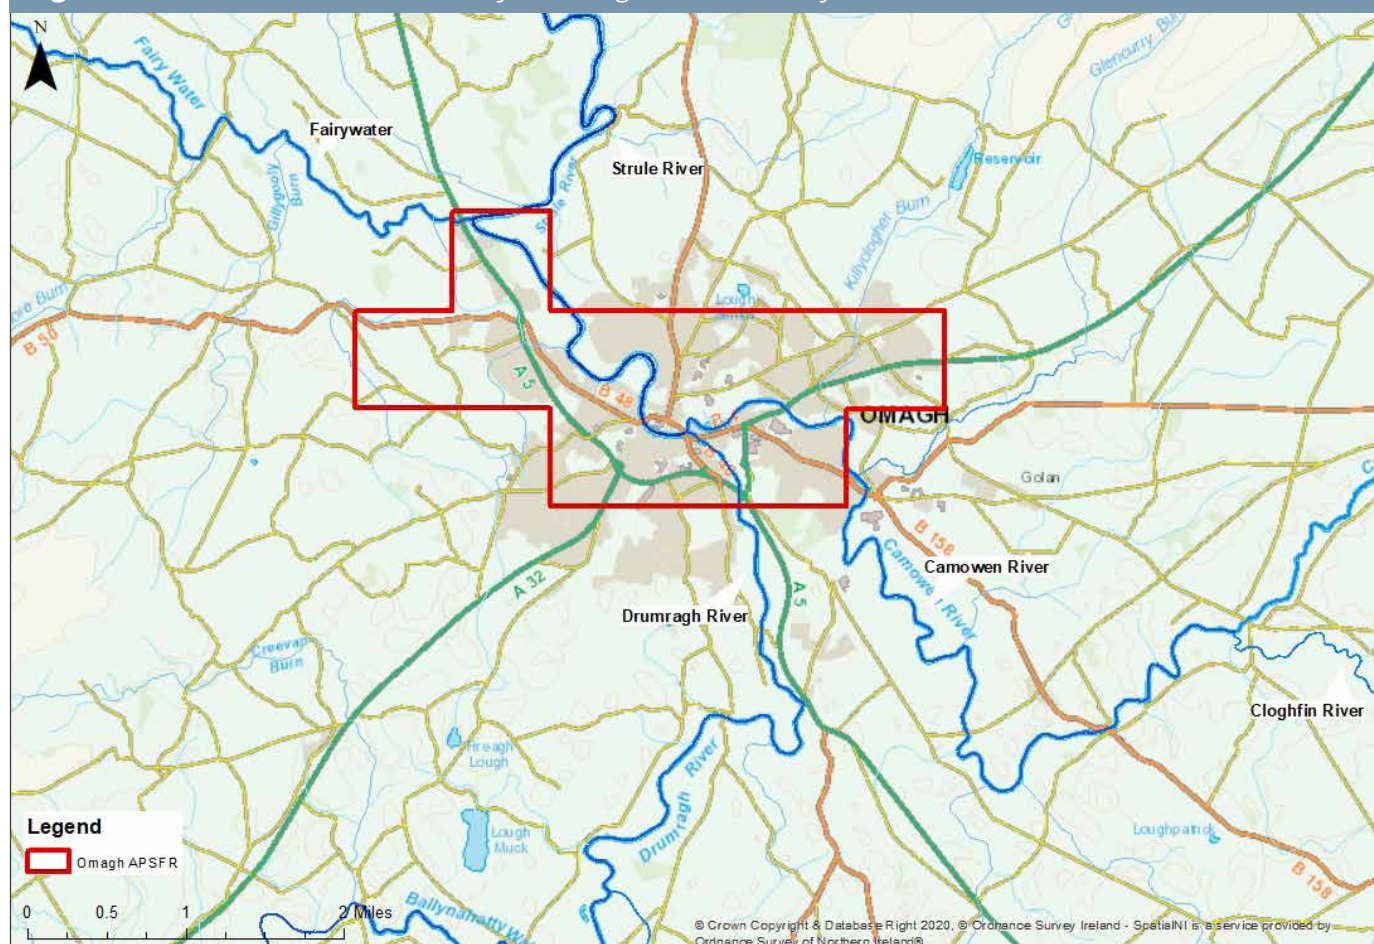 N
Fairy Water
Fairywater
Glencurry Burn
Strule River
Strule River
Reservoir
Gillygooly
Burn
Killyclogher Burn
Lough
B 50
A 5
B 48
OMAGH
Golan
B 158
Camowen River
Camowen River
A 32
A 5
Drumragh River
Creevan
Burn
Cloghfin River
Fireagh
Lough
Drumragh River
Legend
Omagh APSFR
Lough
Muck
Loughpatrick
B 158
0 0.5 1 2 Miles
© Crown Copyright & Database Right 2020, © Ordnance Survey Ireland - SpatialNI is a service provided by
Ordnance Survey of Northern Ireland®